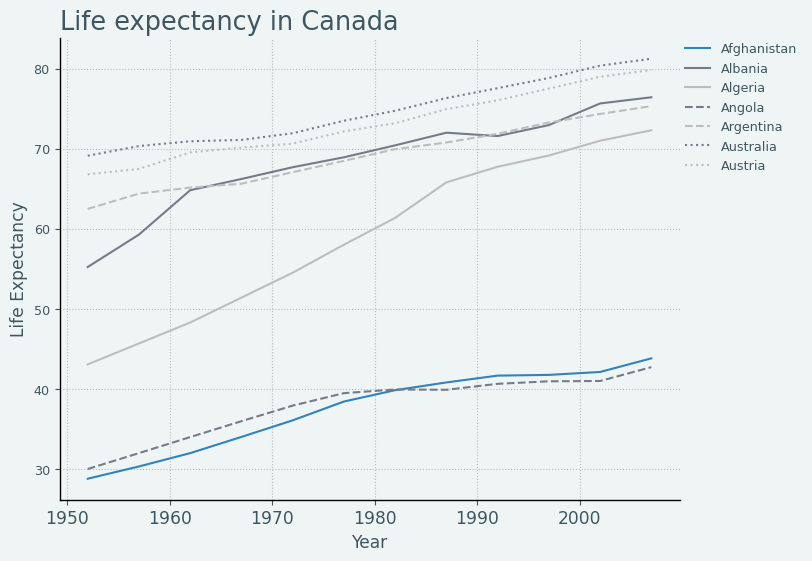 Life expectancy in Canada
Afghanistan
Albania
Algeria
Angola
Argentina
Australia
Austria
Life Expectancy
80
70
60
50
40
30
1950 1960 1970 1980 1990 2000
Year